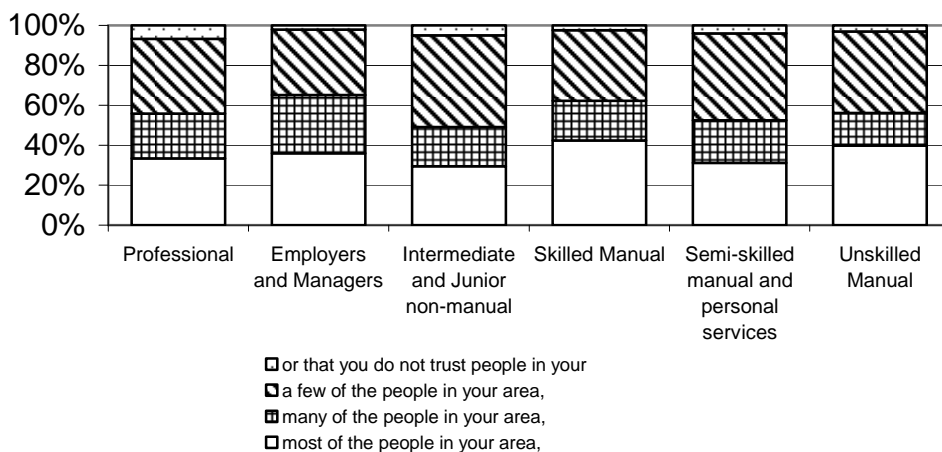 100%
80%
60%
40%
20%
0%
Professional
Employers
and Managers
Intermediate
and Junior
non-manual
Skilled Manual
Semi-skilled
manual and
personal
services
Unskilled
Manual
or that you do not trust people in your
a few of the people in your area,
many of the people in your area,
most of the people in your area,